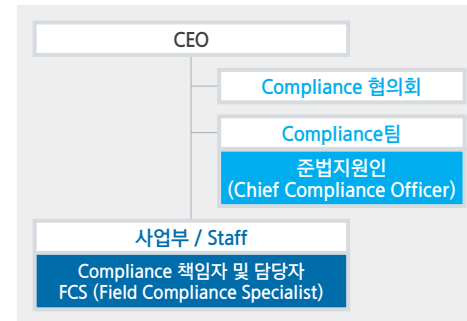 CEO
Compliance 협의회
Compliance팀
준법지원인
(Chief Compliance Officer)
사업부 / Staff
Compliance 책임자 및 담당자
FCS (Field Compliance Specialist)